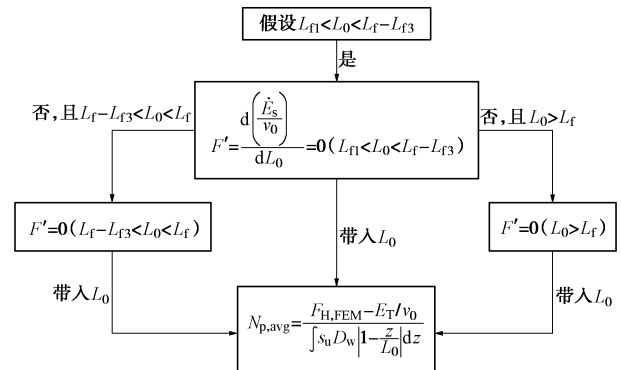 假设L_f1<L_0<L_f−L_f3
是
否,且L_f−L_f3<L_0<L_f
否,且L_0>L_f
F′=d(Ė_s/v_0)/dL_0=0(L_f1<L_0<L_f−L_f3)
F′=0(L_f−L_f3<L_0<L_f)
带入L_0
F′=0(L_0>L_f)
带入L_0
带入L_0
N_p,avg=(F_H,FEM−E_T/v_0)/(∫s_uD_w|1−z/L_0|dz)